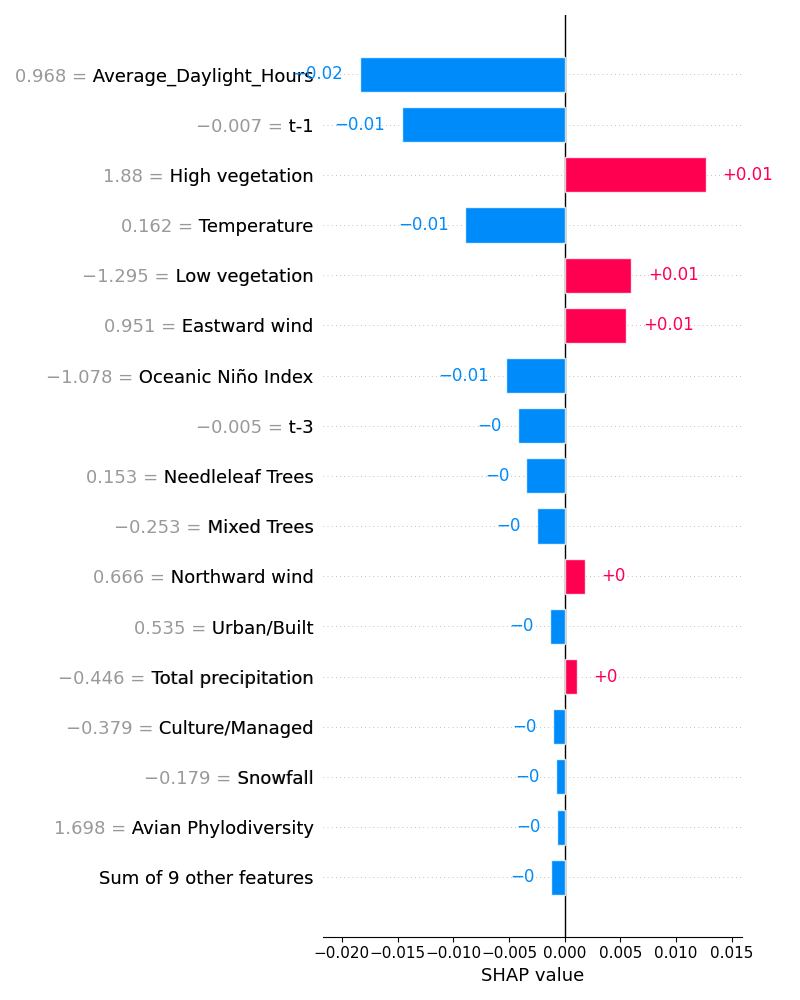 0.968 = Average_Daylight_Hours −0.02
−0.007 = t-1 −0.01
1.88 = High vegetation +0.01
0.162 = Temperature −0.01
−1.295 = Low vegetation +0.01
0.951 = Eastward wind +0.01
−1.078 = Oceanic Niño Index −0.01
−0.005 = t-3 −0
0.153 = Needleleaf Trees −0
−0.253 = Mixed Trees −0
0.666 = Northward wind +0
0.535 = Urban/Built −0
−0.446 = Total precipitation +0
−0.379 = Culture/Managed −0
−0.179 = Snowfall −0
1.698 = Avian Phylodiversity −0
Sum of 9 other features −0
−0.020 −0.015 −0.010 −0.005 0.000 0.005 0.010 0.015
SHAP value